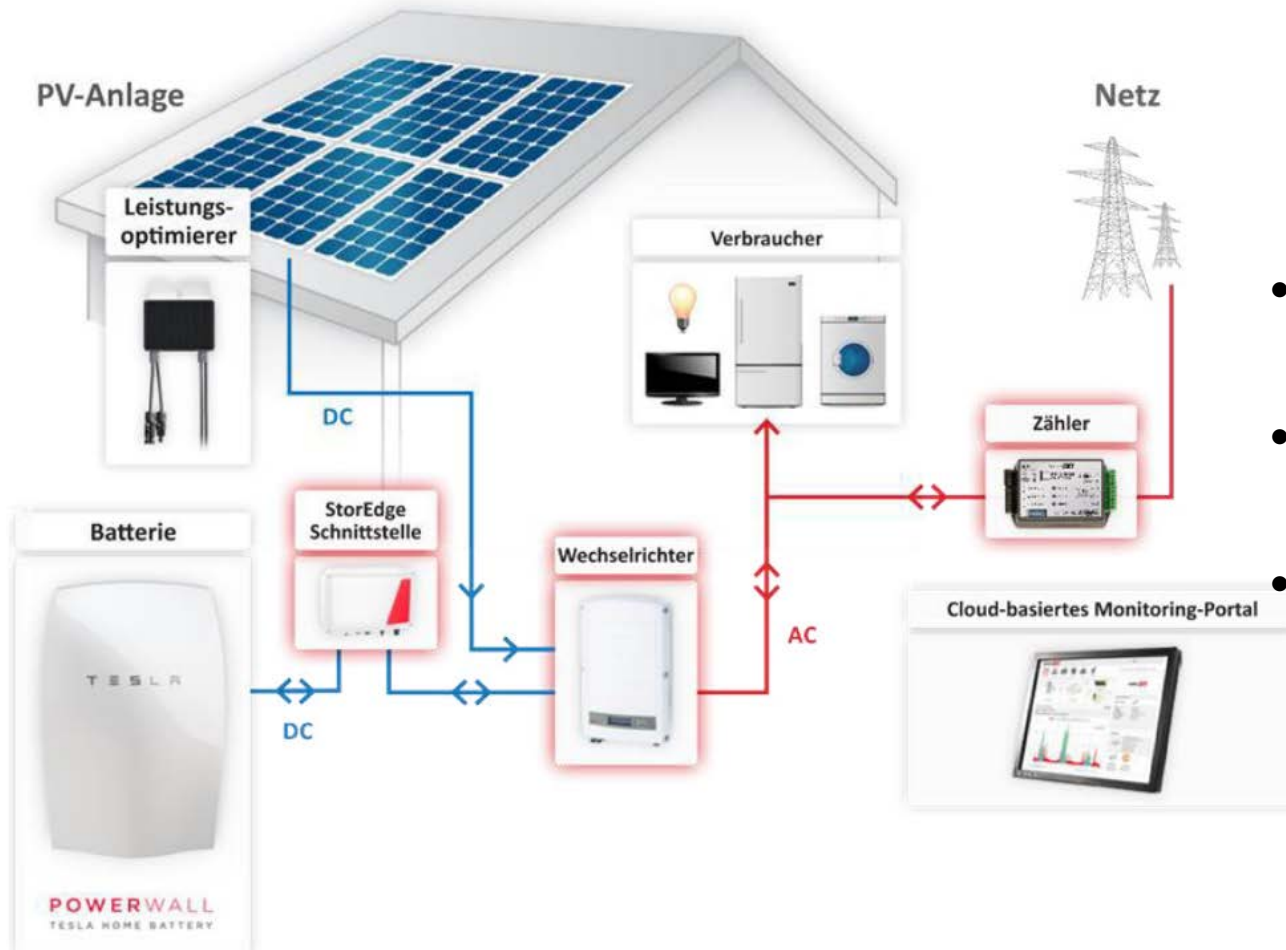 PV-Anlage
Netz
Leistungs-
optimierer
Verbraucher
DC
Zähler
StorEdge
Schnittstelle
Batterie
Wechselrichter
Cloud-basiertes Monitoring-Portal
AC
TESLA
DC
POWERWALL
TESLA HOME BATTERY